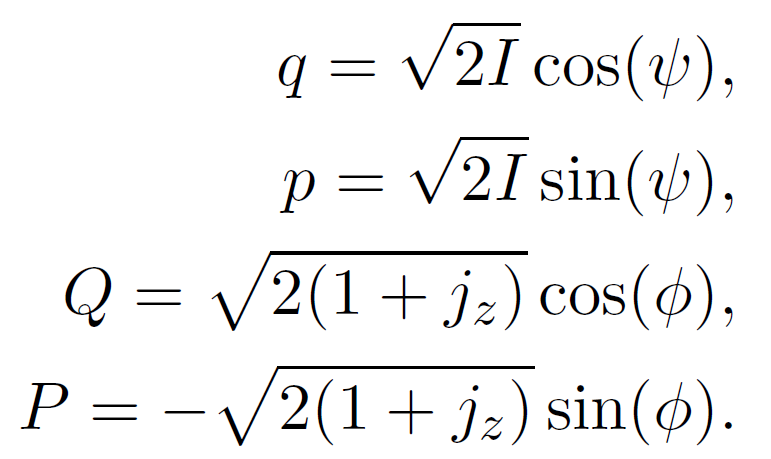 q = √2I cos(ψ),
p = √2I sin(ψ),
Q = √2(1 + j_z) cos(ϕ),
P = −√2(1 + j_z) sin(ϕ).